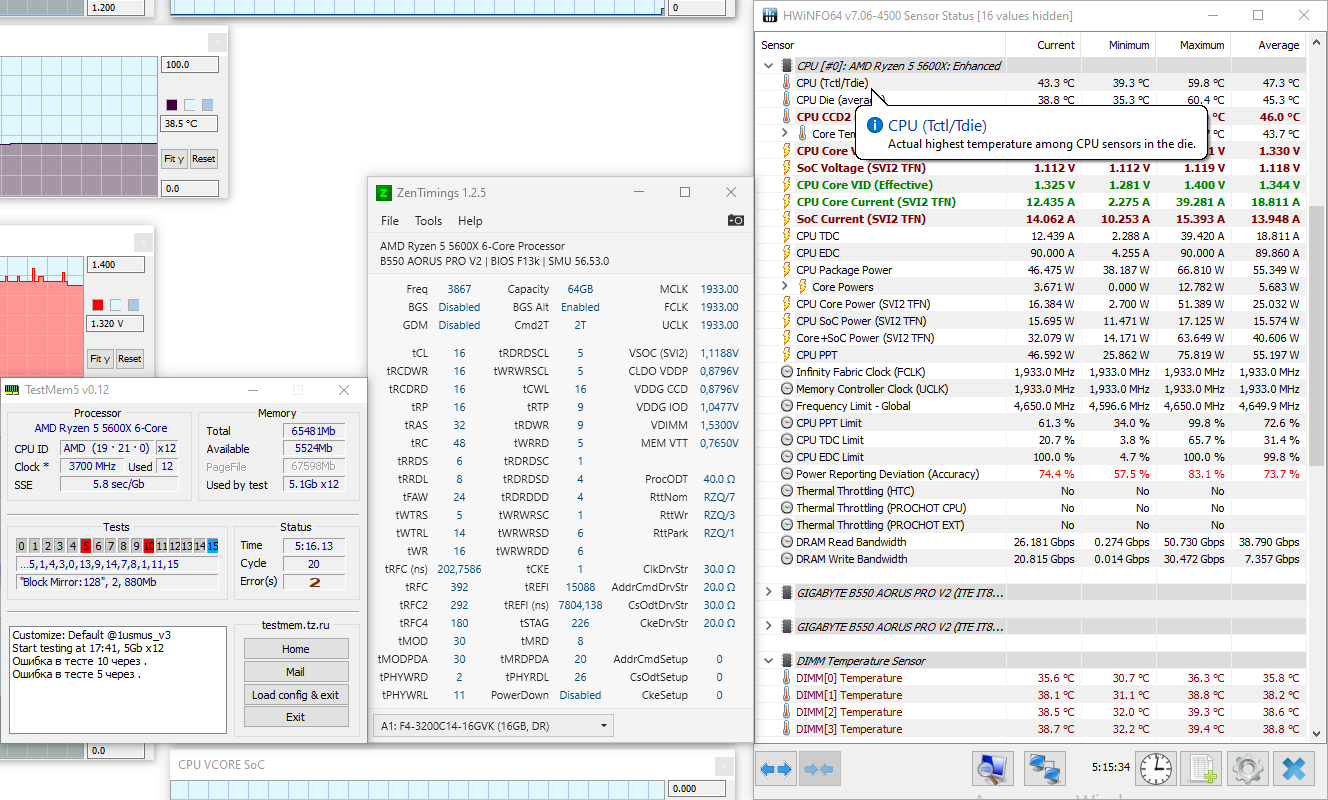 1.200
0
100.0
38.5 °C
Fit y Reset
0.0
1.400
1.320 V
Fit y Reset
TestMem5 v0.12
Processor
AMD Ryzen 5 5600X 6-Core
CPU ID AMD (19 · 21 · 0) x12
Clock * 3700 MHz Used 12
SSE 5.8 sec/Gb
Memory
Total 65481Mb
Available 5524Mb
PageFile 67598Mb
Used by test 5.1Gb x12
Tests
0 1 2 3 4 5 6 7 8 9 10 11 12 13 14 15
...5,1,4,3,0,13,9,14,7,8,1,11,15
"Block Mirror:128", 2, 880Mb
Status
Time 5:16.13
Cycle 20
Error(s) 2
Customize: Default @1usmus_v3
Start testing at 17:41, 5Gb x12
Ошибка в тесте 10 через .
Ошибка в тесте 5 через .
testmem.tz.ru
Home
Mail
Load config & exit
Exit
0.0
CPU VCORE SoC
0.000
ZenTimings 1.2.5
File Tools Help
AMD Ryzen 5 5600X 6-Core Processor
B550 AORUS PRO V2 | BIOS F13k | SMU 56.53.0
Freq 3867 Capacity 64GB MCLK 1933.00
BGS Disabled BGS Alt Enabled FCLK 1933.00
GDM Disabled Cmd2T 2T UCLK 1933.00
tCL 16 tRDRDSCL 5 VSOC (SVI2) 1,1188V
tRCDWR 16 tWRWRSCL 5 CLDO VDDP 0,8796V
tRCDRD 16 tCWL 16 VDDG CCD 0,8796V
tRP 16 tRTP 9 VDDG IOD 1,0477V
tRAS 32 tRDWR 9 VDIMM 1,5300V
tRC 48 tWRRD 5 MEM VTT 0,7650V
tRRDS 6 tRDRDSC 1
tRRDL 8 tRDRDSD 4 ProcODT 40.0 Ω
tFAW 24 tRDRDDD 4 RttNom RZQ/7
tWTRS 5 tWRWRSC 1 RttWr RZQ/3
tWTRL 14 tWRWRSD 6 RttPark RZQ/1
tWR 16 tWRWRDD 6
tRFC (ns) 202,7586 tCKE 1 ClkDrvStr 30.0 Ω
tRFC 392 tREFI 15088 AddrCmdDrvStr 20.0 Ω
tRFC2 292 tREFI (ns) 7804,138 CsOdtDrvStr 30.0 Ω
tRFC4 180 tSTAG 226 CkeDrvStr 20.0 Ω
tMOD 30 tMRD 8
tMODPDA 30 tMRDPDA 20 AddrCmdSetup 0
tPHYWRD 2 tPHYRDL 26 CsOdtSetup 0
tPHYWRL 11 PowerDown Disabled CkeSetup 0
A1: F4-3200C14-16GVK (16GB, DR)
HWiNFO64 v7.06-4500 Sensor Status [16 values hidden]
Sensor Current Minimum Maximum Average
CPU [#0]: AMD Ryzen 5 5600X: Enhanced
CPU (Tctl/Tdie) 43.3 °C 39.3 °C 59.8 °C 47.3 °C
CPU Die (avera 38.8 °C 35.3 °C 60.4 °C 45.3 °C
CPU CCD2 °C 46.0 °C
Core Te °C 43.7 °C
CPU Core V 1 V 1.330 V
CPU (Tctl/Tdie)
Actual highest temperature among CPU sensors in the die.
SoC Voltage (SVI2 TFN) 1.112 V 1.112 V 1.119 V 1.118 V
CPU Core VID (Effective) 1.325 V 1.281 V 1.400 V 1.344 V
CPU Core Current (SVI2 TFN) 12.435 A 2.275 A 39.281 A 18.811 A
SoC Current (SVI2 TFN) 14.062 A 10.253 A 15.393 A 13.948 A
CPU TDC 12.439 A 2.288 A 39.420 A 18.811 A
CPU EDC 90.000 A 4.255 A 90.000 A 89.860 A
CPU Package Power 46.475 W 38.187 W 66.810 W 55.349 W
Core Powers 3.671 W 0.000 W 12.782 W 5.683 W
CPU Core Power (SVI2 TFN) 16.384 W 2.700 W 51.389 W 25.032 W
CPU SoC Power (SVI2 TFN) 15.695 W 11.471 W 17.125 W 15.574 W
Core+SoC Power (SVI2 TFN) 32.079 W 14.171 W 63.649 W 40.606 W
CPU PPT 46.592 W 25.862 W 75.819 W 55.197 W
Infinity Fabric Clock (FCLK) 1,933.0 MHz 1,933.0 MHz 1,933.0 MHz 1,933.0 MHz
Memory Controller Clock (UCLK) 1,933.0 MHz 1,933.0 MHz 1,933.0 MHz 1,933.0 MHz
Frequency Limit - Global 4,650.0 MHz 4,596.6 MHz 4,650.0 MHz 4,649.9 MHz
CPU PPT Limit 61.3 % 34.0 % 99.8 % 72.6 %
CPU TDC Limit 20.7 % 3.8 % 65.7 % 31.4 %
CPU EDC Limit 100.0 % 4.7 % 100.0 % 99.8 %
Power Reporting Deviation (Accuracy) 74.4 % 57.5 % 83.1 % 73.7 %
Thermal Throttling (HTC) No No No
Thermal Throttling (PROCHOT CPU) No No No
Thermal Throttling (PROCHOT EXT) No No No
DRAM Read Bandwidth 26.181 Gbps 0.274 Gbps 50.730 Gbps 38.790 Gbps
DRAM Write Bandwidth 20.815 Gbps 0.014 Gbps 30.472 Gbps 7.357 Gbps
GIGABYTE B550 AORUS PRO V2 (ITE IT8...
GIGABYTE B550 AORUS PRO V2 (ITE IT8...
DIMM Temperature Sensor
DIMM[0] Temperature 35.6 °C 30.7 °C 36.3 °C 35.8 °C
DIMM[1] Temperature 38.1 °C 31.1 °C 38.8 °C 38.2 °C
DIMM[2] Temperature 38.5 °C 32.0 °C 39.3 °C 38.6 °C
DIMM[3] Temperature 38.7 °C 32.2 °C 39.4 °C 38.8 °C
5:15:34